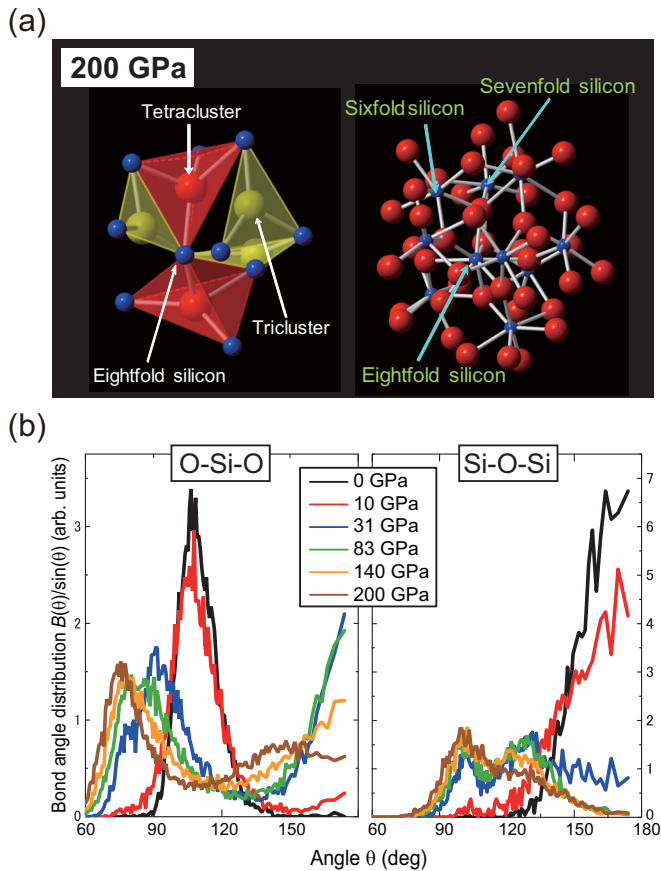 (a)
200 GPa
Tetracluster
Tricluster
Eightfold silicon
Sevenfold silicon
Sixfold silicon
Eightfold silicon
(b)
O-Si-O
Si-O-Si
0 GPa
10 GPa
31 GPa
83 GPa
140 GPa
200 GPa
Bond angle distribution B(θ)/sin(θ) (arb. units)
3
2
1
0
7
6
5
4
3
2
1
0
60 90 120 150
60 90 120 150 180
Angle θ (deg)